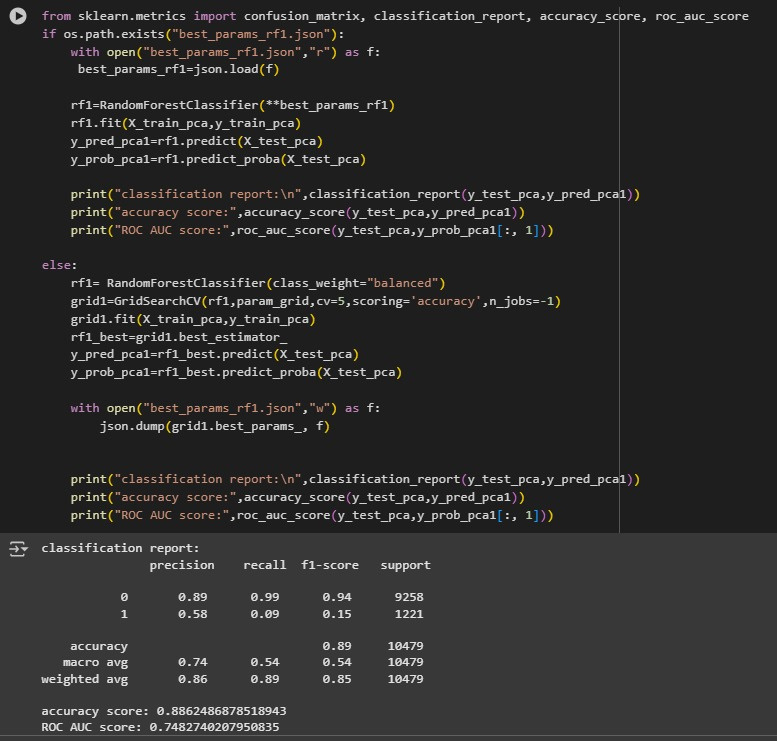 from sklearn.metrics import confusion_matrix, classification_report, accuracy_score, roc_auc_score
if os.path.exists("best_params_rf1.json"):
    with open("best_params_rf1.json","r") as f:
     best_params_rf1=json.load(f)

    rf1=RandomForestClassifier(**best_params_rf1)
    rf1.fit(X_train_pca,y_train_pca)
    y_pred_pca1=rf1.predict(X_test_pca)
    y_prob_pca1=rf1.predict_proba(X_test_pca)

    print("classification report:\n",classification_report(y_test_pca,y_pred_pca1))
    print("accuracy score:",accuracy_score(y_test_pca,y_pred_pca1))
    print("ROC AUC score:",roc_auc_score(y_test_pca,y_prob_pca1[:, 1]))

else:
    rf1= RandomForestClassifier(class_weight="balanced")
    grid1=GridSearchCV(rf1,param_grid,cv=5,scoring='accuracy',n_jobs=-1)
    grid1.fit(X_train_pca,y_train_pca)
    rf1_best=grid1.best_estimator_
    y_pred_pca1=rf1_best.predict(X_test_pca)
    y_prob_pca1=rf1_best.predict_proba(X_test_pca)

    with open("best_params_rf1.json","w") as f:
        json.dump(grid1.best_params_, f)

    print("classification report:\n",classification_report(y_test_pca,y_pred_pca1))
    print("accuracy score:",accuracy_score(y_test_pca,y_pred_pca1))
    print("ROC AUC score:",roc_auc_score(y_test_pca,y_prob_pca1[:, 1]))

classification report:
               precision    recall  f1-score   support

           0       0.89      0.99      0.94      9258
           1       0.58      0.09      0.15      1221

    accuracy                           0.89     10479
   macro avg       0.74      0.54      0.54     10479
weighted avg       0.86      0.89      0.85     10479

accuracy score: 0.8862486878518943
ROC AUC score: 0.7482740207950835